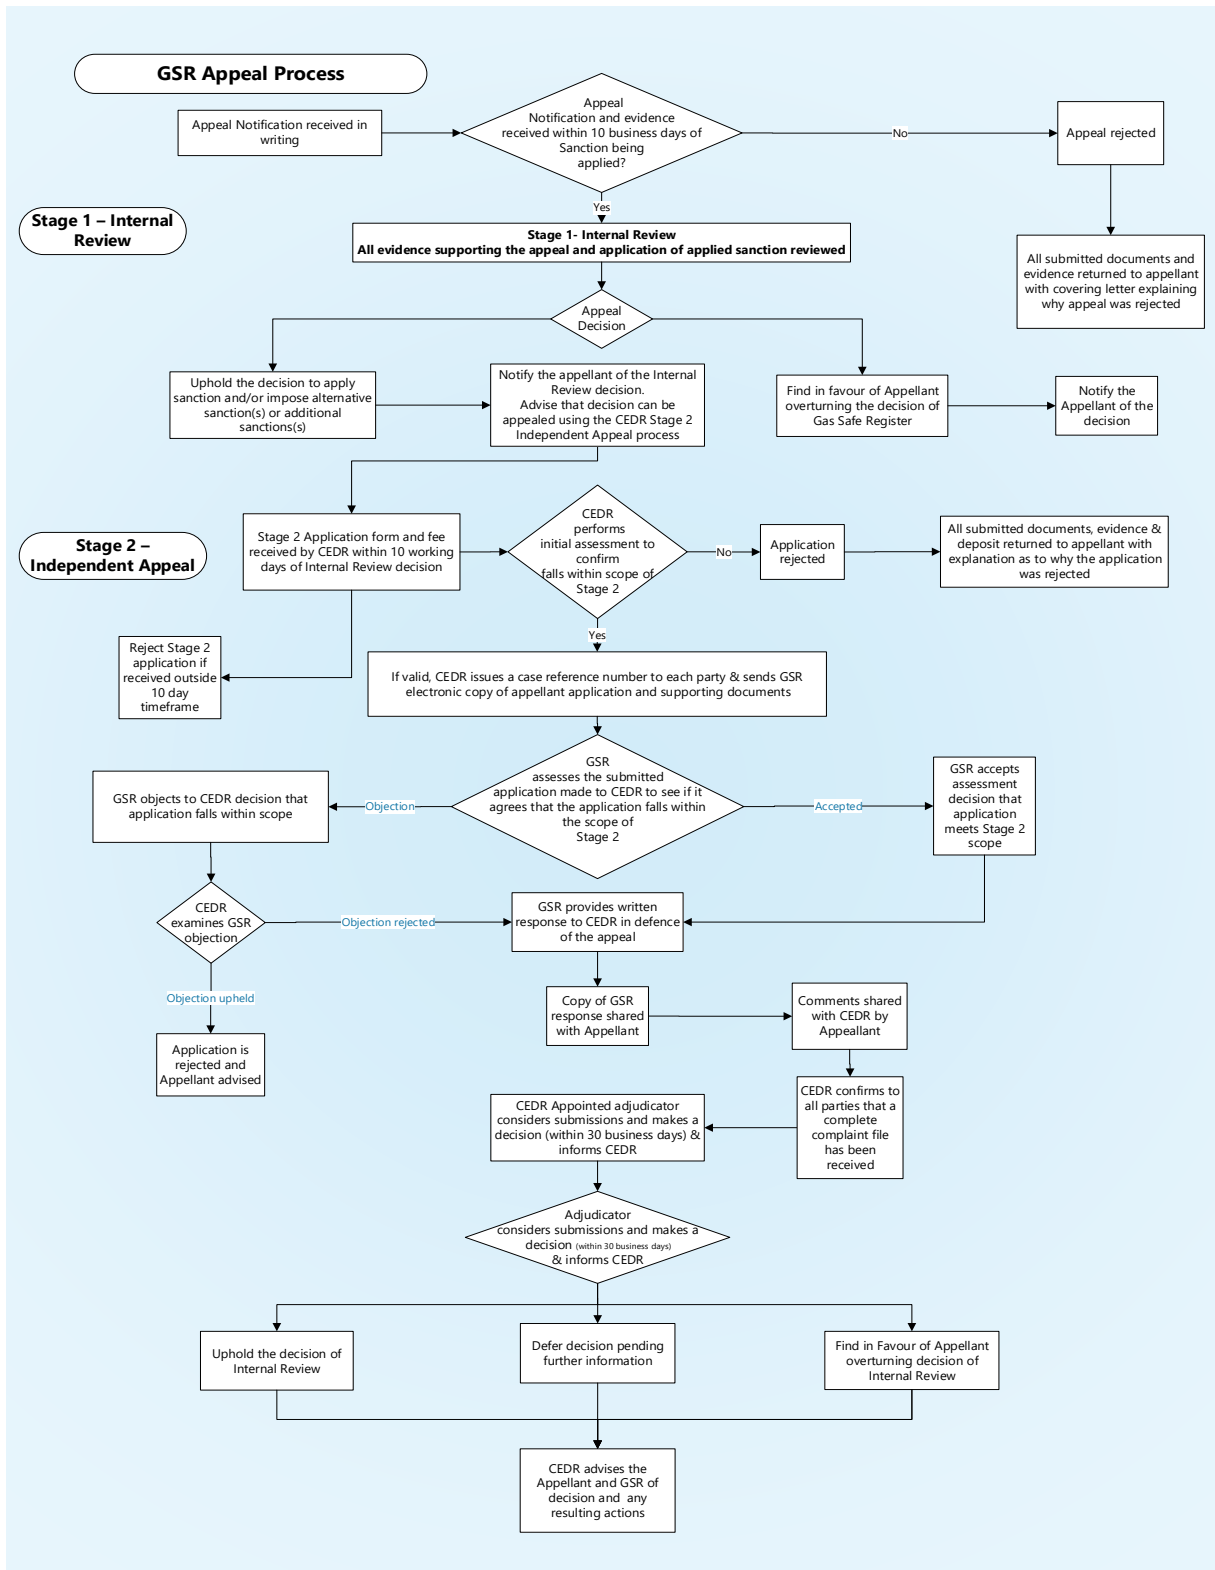 GSR Appeal Process
Appeal Notification received in
writing
Appeal
Notification and evidence
received within 10 business days of
Sanction being
applied?
No
Appeal rejected
Yes
Stage 1 – Internal
Review
Stage 1- Internal Review
All evidence supporting the appeal and application of applied sanction reviewed
All submitted documents and
evidence returned to appellant
with covering letter explaining
why appeal was rejected
Appeal
Decision
Uphold the decision to apply
sanction and/or impose alternative
sanction(s) or additional
sanctions(s)
Notify the appellant of the Internal
Review decision.
Advise that decision can be
appealed using the CEDR Stage 2
Independent Appeal process
Find in favour of Appellant
overturning the decision of
Gas Safe Register
Notify the
Appellant of the
decision
Stage 2 –
Independent Appeal
Stage 2 Application form and fee
received by CEDR within 10 working
days of Internal Review decision
CEDR
performs
initial assessment to
confirm
falls within scope of
Stage 2
No
Application
rejected
All submitted documents, evidence &
deposit returned to appellant with
explanation as to why the application
was rejected
Yes
Reject Stage 2
application if
received outside
10 day
timeframe
If valid, CEDR issues a case reference number to each party & sends GSR
electronic copy of appellant application and supporting documents
GSR
assesses the submitted
application made to CEDR to see if it
agrees that the application falls within
the scope of
Stage 2
Objection
GSR objects to CEDR decision that
application falls within scope
Accepted
GSR accepts
assessment
decision that
application
meets Stage 2
scope
CEDR
examines GSR
objection
Objection rejected
GSR provides written
response to CEDR in defence
of the appeal
Objection upheld
Application is
rejected and
Appellant advised
Copy of GSR
response shared
with Appellant
Comments shared
with CEDR by
Appeallant
CEDR confirms to
all parties that a
complete
complaint file
has been
received
CEDR Appointed adjudicator
considers submissions and makes a
decision (within 30 business days) &
informs CEDR
Adjudicator
considers submissions and makes a
decision (within 30 business days)
& informs CEDR
Uphold the decision of
Internal Review
Defer decision pending
further information
Find in Favour of Appellant
overturning decision of
Internal Review
CEDR advises the
Appellant and GSR of
decision and  any
resulting actions